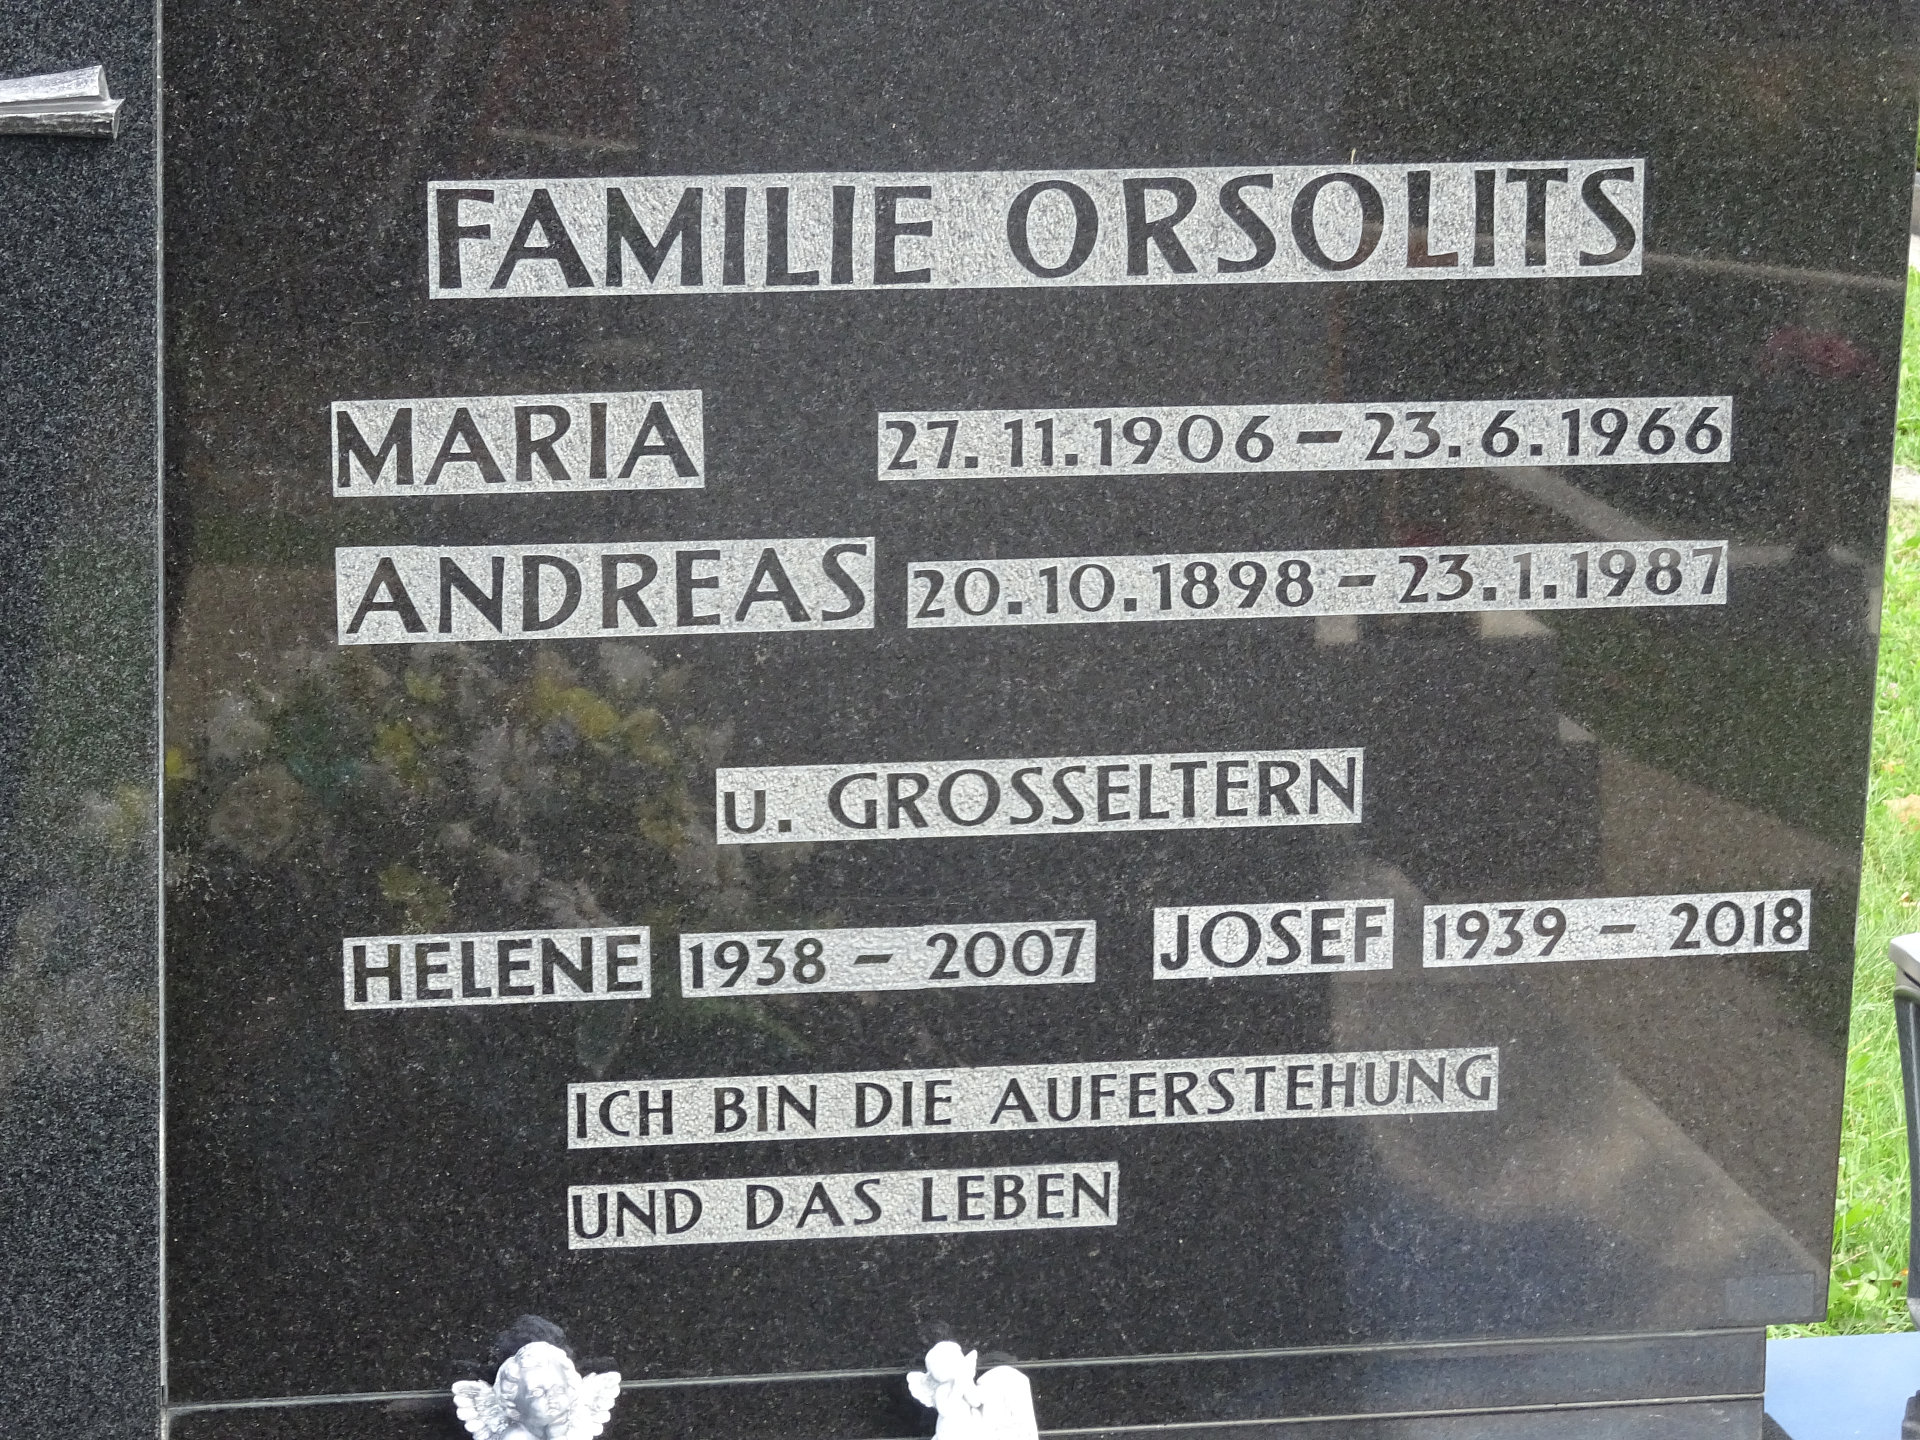 FAMILIE ORSOLITS
MARIA 27.11.1906 – 23.6.1966
ANDREAS 20.10.1898 – 23.1.1987
u. GROSSELTERN
HELENE 1938 – 2007 JOSEF 1939 – 2018
ICH BIN DIE AUFERSTEHUNG
UND DAS LEBEN